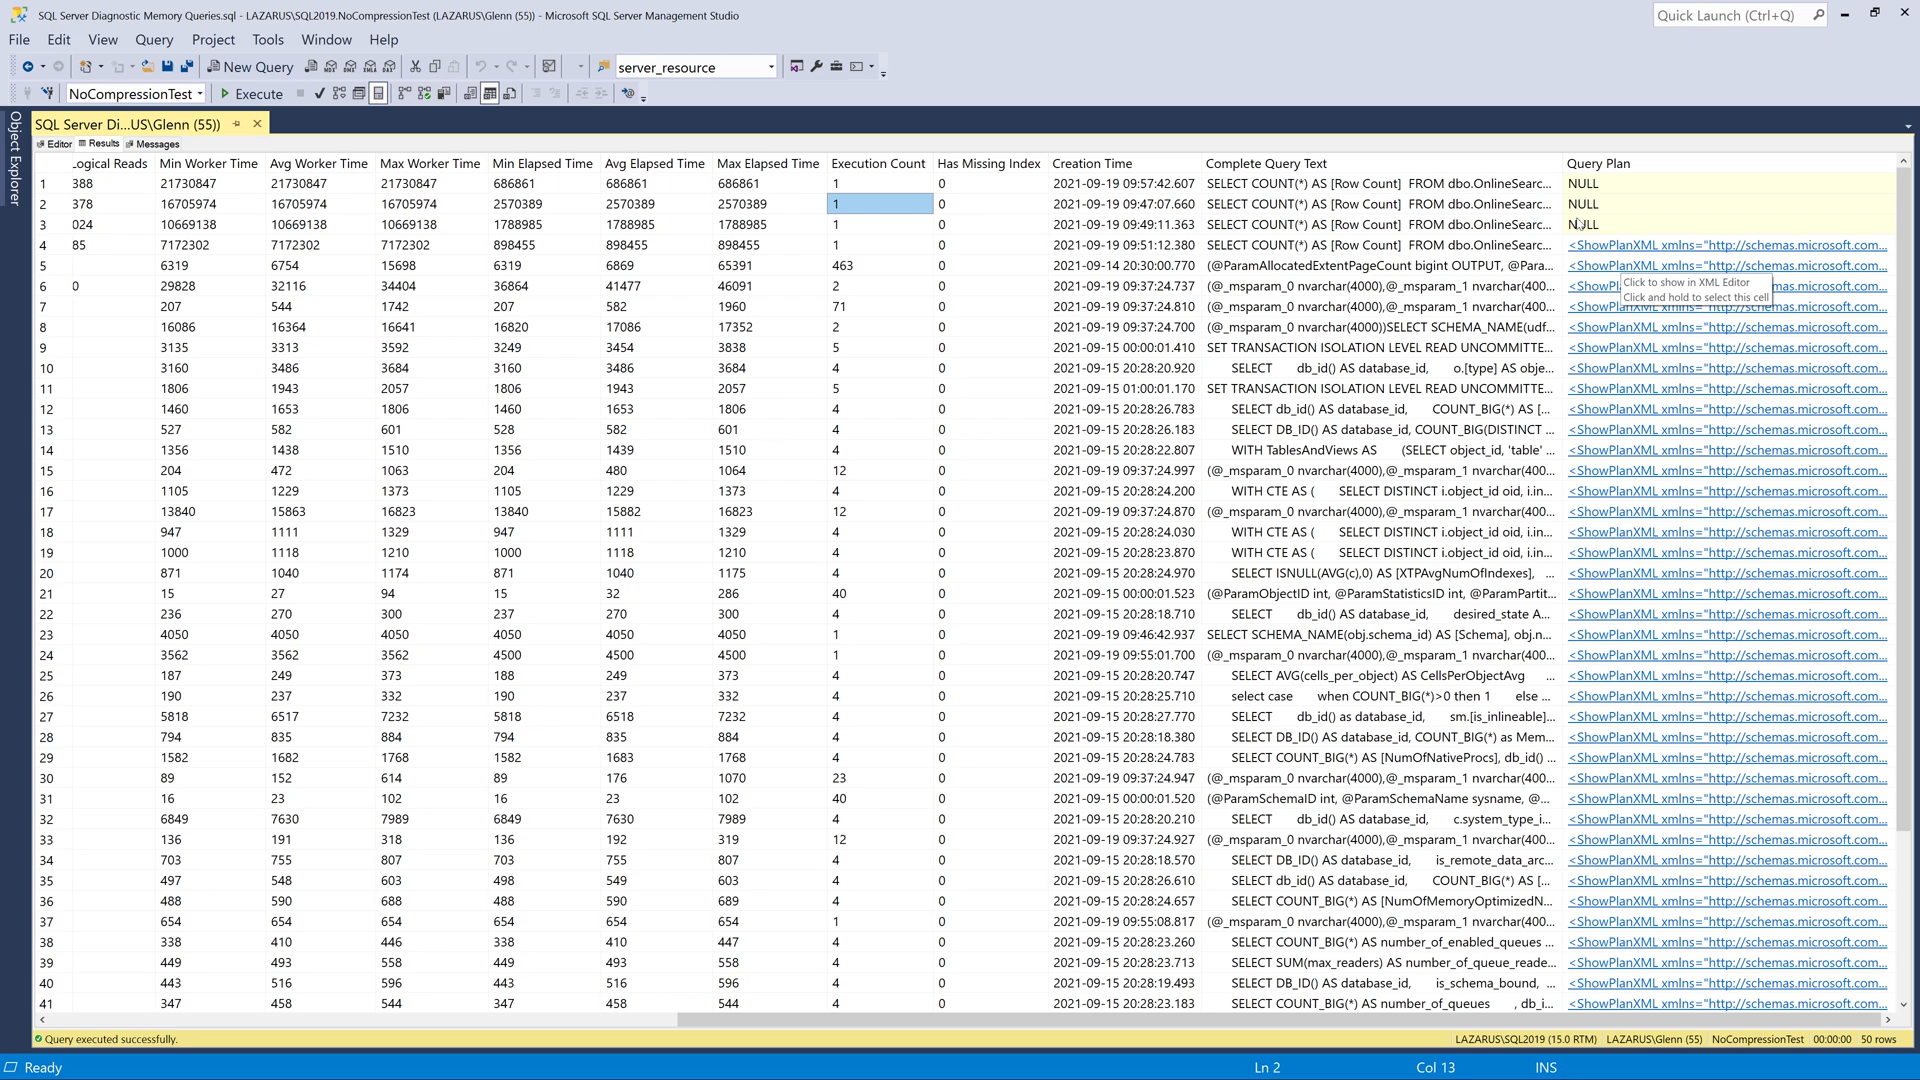 SQL Server Diagnostic Memory Queries.sql - LAZARUS\SQL2019.NoCompressionTest (LAZARUS\Glenn (55)) - Microsoft SQL Server Management Studio
Quick Launch (Ctrl+Q)
File Edit View Query Project Tools Window Help
New Query MDX DMX XMLA DAX server_resource
NoCompressionTest Execute
Object Explorer
SQL Server Di...US\Glenn (55))
Editor Results Messages
Logical Reads Min Worker Time Avg Worker Time Max Worker Time Min Elapsed Time Avg Elapsed Time Max Elapsed Time Execution Count Has Missing Index Creation Time Complete Query Text Query Plan
1 388 21730847 21730847 21730847 686861 686861 686861 1 0 2021-09-19 09:57:42.607 SELECT COUNT(*) AS [Row Count] FROM dbo.OnlineSearc... NULL
2 378 16705974 16705974 16705974 2570389 2570389 2570389 1 0 2021-09-19 09:47:07.660 SELECT COUNT(*) AS [Row Count] FROM dbo.OnlineSearc... NULL
3 024 10669138 10669138 10669138 1788985 1788985 1788985 1 0 2021-09-19 09:49:11.363 SELECT COUNT(*) AS [Row Count] FROM dbo.OnlineSearc... NULL
4 85 7172302 7172302 7172302 898455 898455 898455 1 0 2021-09-19 09:51:12.380 SELECT COUNT(*) AS [Row Count] FROM dbo.OnlineSearc... <ShowPlanXML xmlns="http://schemas.microsoft.com...
5 6319 6754 15698 6319 6869 65391 463 0 2021-09-14 20:30:00.770 (@ParamAllocatedExtentPageCount bigint OUTPUT, @Para... <ShowPlanXML xmlns="http://schemas.microsoft.com...
6 0 29828 32116 34404 36864 41477 46091 2 0 2021-09-19 09:37:24.737 (@_msparam_0 nvarchar(4000),@_msparam_1 nvarchar(400... <ShowPl microsoft.com...
Click to show in XML Editor
Click and hold to select this cell
7 207 544 1742 207 582 1960 71 0 2021-09-19 09:37:24.810 (@_msparam_0 nvarchar(4000),@_msparam_1 nvarchar(400... <ShowPlanXML xmlns="http://schemas.microsoft.com...
8 16086 16364 16641 16820 17086 17352 2 0 2021-09-19 09:37:24.700 (@_msparam_0 nvarchar(4000))SELECT SCHEMA_NAME(udf... <ShowPlanXML xmlns="http://schemas.microsoft.com...
9 3135 3313 3592 3249 3454 3838 5 0 2021-09-15 00:00:01.410 SET TRANSACTION ISOLATION LEVEL READ UNCOMMITTE... <ShowPlanXML xmlns="http://schemas.microsoft.com...
10 3160 3486 3684 3160 3486 3684 4 0 2021-09-15 20:28:20.920 SELECT db_id() AS database_id, o.[type] AS obje... <ShowPlanXML xmlns="http://schemas.microsoft.com...
11 1806 1943 2057 1806 1943 2057 5 0 2021-09-15 01:00:01.170 SET TRANSACTION ISOLATION LEVEL READ UNCOMMITTE... <ShowPlanXML xmlns="http://schemas.microsoft.com...
12 1460 1653 1806 1460 1653 1806 4 0 2021-09-15 20:28:26.783 SELECT db_id() AS database_id, COUNT_BIG(*) AS [... <ShowPlanXML xmlns="http://schemas.microsoft.com...
13 527 582 601 528 582 601 4 0 2021-09-15 20:28:26.183 SELECT DB_ID() AS database_id, COUNT_BIG(DISTINCT ... <ShowPlanXML xmlns="http://schemas.microsoft.com...
14 1356 1438 1510 1356 1439 1510 4 0 2021-09-15 20:28:22.807 WITH TablesAndViews AS (SELECT object_id, 'table' ... <ShowPlanXML xmlns="http://schemas.microsoft.com...
15 204 472 1063 204 480 1064 12 0 2021-09-19 09:37:24.997 (@_msparam_0 nvarchar(4000),@_msparam_1 nvarchar(400... <ShowPlanXML xmlns="http://schemas.microsoft.com...
16 1105 1229 1373 1105 1229 1373 4 0 2021-09-15 20:28:24.200 WITH CTE AS ( SELECT DISTINCT i.object_id oid, i.in... <ShowPlanXML xmlns="http://schemas.microsoft.com...
17 13840 15863 16823 13840 15882 16823 12 0 2021-09-19 09:37:24.870 (@_msparam_0 nvarchar(4000),@_msparam_1 nvarchar(400... <ShowPlanXML xmlns="http://schemas.microsoft.com...
18 947 1111 1329 947 1111 1329 4 0 2021-09-15 20:28:24.030 WITH CTE AS ( SELECT DISTINCT i.object_id oid, i.in... <ShowPlanXML xmlns="http://schemas.microsoft.com...
19 1000 1118 1210 1000 1118 1210 4 0 2021-09-15 20:28:23.870 WITH CTE AS ( SELECT DISTINCT i.object_id oid, i.in... <ShowPlanXML xmlns="http://schemas.microsoft.com...
20 871 1040 1174 871 1040 1175 4 0 2021-09-15 20:28:24.970 SELECT ISNULL(AVG(c),0) AS [XTPAvgNumOfIndexes], ... <ShowPlanXML xmlns="http://schemas.microsoft.com...
21 15 27 94 15 32 286 40 0 2021-09-15 00:00:01.523 (@ParamObjectID int, @ParamStatisticsID int, @ParamPartit... <ShowPlanXML xmlns="http://schemas.microsoft.com...
22 236 270 300 237 270 300 4 0 2021-09-15 20:28:18.710 SELECT db_id() AS database_id, desired_state A... <ShowPlanXML xmlns="http://schemas.microsoft.com...
23 4050 4050 4050 4050 4050 4050 1 0 2021-09-19 09:46:42.937 SELECT SCHEMA_NAME(obj.schema_id) AS [Schema], obj.n... <ShowPlanXML xmlns="http://schemas.microsoft.com...
24 3562 3562 3562 4500 4500 4500 1 0 2021-09-19 09:55:01.700 (@_msparam_0 nvarchar(4000),@_msparam_1 nvarchar(400... <ShowPlanXML xmlns="http://schemas.microsoft.com...
25 187 249 373 188 249 373 4 0 2021-09-15 20:28:20.747 SELECT AVG(cells_per_object) AS CellsPerObjectAvg ... <ShowPlanXML xmlns="http://schemas.microsoft.com...
26 190 237 332 190 237 332 4 0 2021-09-15 20:28:25.710 select case when COUNT_BIG(*)>0 then 1 else ... <ShowPlanXML xmlns="http://schemas.microsoft.com...
27 5818 6517 7232 5818 6518 7232 4 0 2021-09-15 20:28:27.770 SELECT db_id() as database_id, sm.[is_inlineable]... <ShowPlanXML xmlns="http://schemas.microsoft.com...
28 794 835 884 794 835 884 4 0 2021-09-15 20:28:18.380 SELECT DB_ID() AS database_id, COUNT_BIG(*) as Mem... <ShowPlanXML xmlns="http://schemas.microsoft.com...
29 1582 1682 1768 1582 1683 1768 4 0 2021-09-15 20:28:24.783 SELECT COUNT_BIG(*) AS [NumOfNativeProcs], db_id() ... <ShowPlanXML xmlns="http://schemas.microsoft.com...
30 89 152 614 89 176 1070 23 0 2021-09-19 09:37:24.947 (@_msparam_0 nvarchar(4000),@_msparam_1 nvarchar(400... <ShowPlanXML xmlns="http://schemas.microsoft.com...
31 16 23 102 16 23 102 40 0 2021-09-15 00:00:01.520 (@ParamSchemaID int, @ParamSchemaName sysname, @... <ShowPlanXML xmlns="http://schemas.microsoft.com...
32 6849 7630 7989 6849 7630 7989 4 0 2021-09-15 20:28:20.210 SELECT db_id() AS database_id, c.system_type_i... <ShowPlanXML xmlns="http://schemas.microsoft.com...
33 136 191 318 136 192 319 12 0 2021-09-19 09:37:24.927 (@_msparam_0 nvarchar(4000),@_msparam_1 nvarchar(400... <ShowPlanXML xmlns="http://schemas.microsoft.com...
34 703 755 807 703 755 807 4 0 2021-09-15 20:28:18.570 SELECT DB_ID() AS database_id, is_remote_data_arc... <ShowPlanXML xmlns="http://schemas.microsoft.com...
35 497 548 603 498 549 603 4 0 2021-09-15 20:28:26.610 SELECT db_id() AS database_id, COUNT_BIG(*) AS [... <ShowPlanXML xmlns="http://schemas.microsoft.com...
36 488 590 688 488 590 689 4 0 2021-09-15 20:28:24.657 SELECT COUNT_BIG(*) AS [NumOfMemoryOptimizedN... <ShowPlanXML xmlns="http://schemas.microsoft.com...
37 654 654 654 654 654 654 1 0 2021-09-19 09:55:08.817 (@_msparam_0 nvarchar(4000),@_msparam_1 nvarchar(400... <ShowPlanXML xmlns="http://schemas.microsoft.com...
38 338 410 446 338 410 447 4 0 2021-09-15 20:28:23.260 SELECT COUNT_BIG(*) AS number_of_enabled_queues ... <ShowPlanXML xmlns="http://schemas.microsoft.com...
39 449 493 558 449 493 558 4 0 2021-09-15 20:28:23.713 SELECT SUM(max_readers) AS number_of_queue_reade... <ShowPlanXML xmlns="http://schemas.microsoft.com...
40 443 516 596 443 516 596 4 0 2021-09-15 20:28:19.493 SELECT DB_ID() AS database_id, is_schema_bound, ... <ShowPlanXML xmlns="http://schemas.microsoft.com...
41 347 458 544 347 458 544 4 0 2021-09-15 20:28:23.183 SELECT COUNT_BIG(*) AS number_of_queues , db_i... <ShowPlanXML xmlns="http://schemas.microsoft.com...
Query executed successfully. LAZARUS\SQL2019 (15.0 RTM) LAZARUS\Glenn (55) NoCompressionTest 00:00:00 50 rows
Ready Ln 2 Col 13 INS